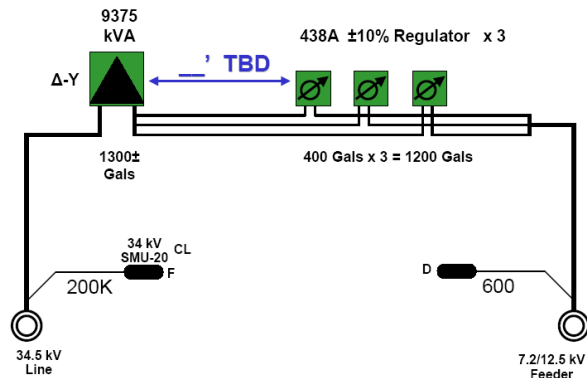 9375
kVA
438A ±10% Regulator x 3
Δ-Y
__' TBD
1300±
Gals
400 Gals x 3 = 1200 Gals
34 kV
SMU-20
CL
F
200K
D
600
34.5 kV
Line
7.2/12.5 kV
Feeder